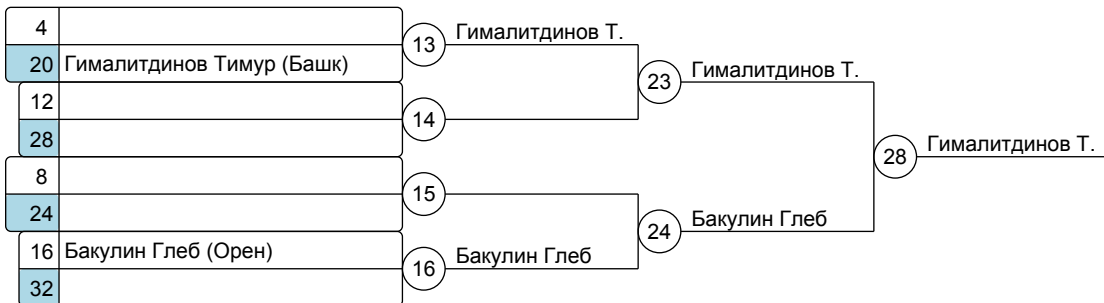 4
13 Гималитдинов Т.
20 Гималитдинов Тимур (Башк)
23 Гималитдинов Т.
12
14
28
28 Гималитдинов Т.
8
15
24
24 Бакулин Глеб
16 Бакулин Глеб (Орен)
16 Бакулин Глеб
32